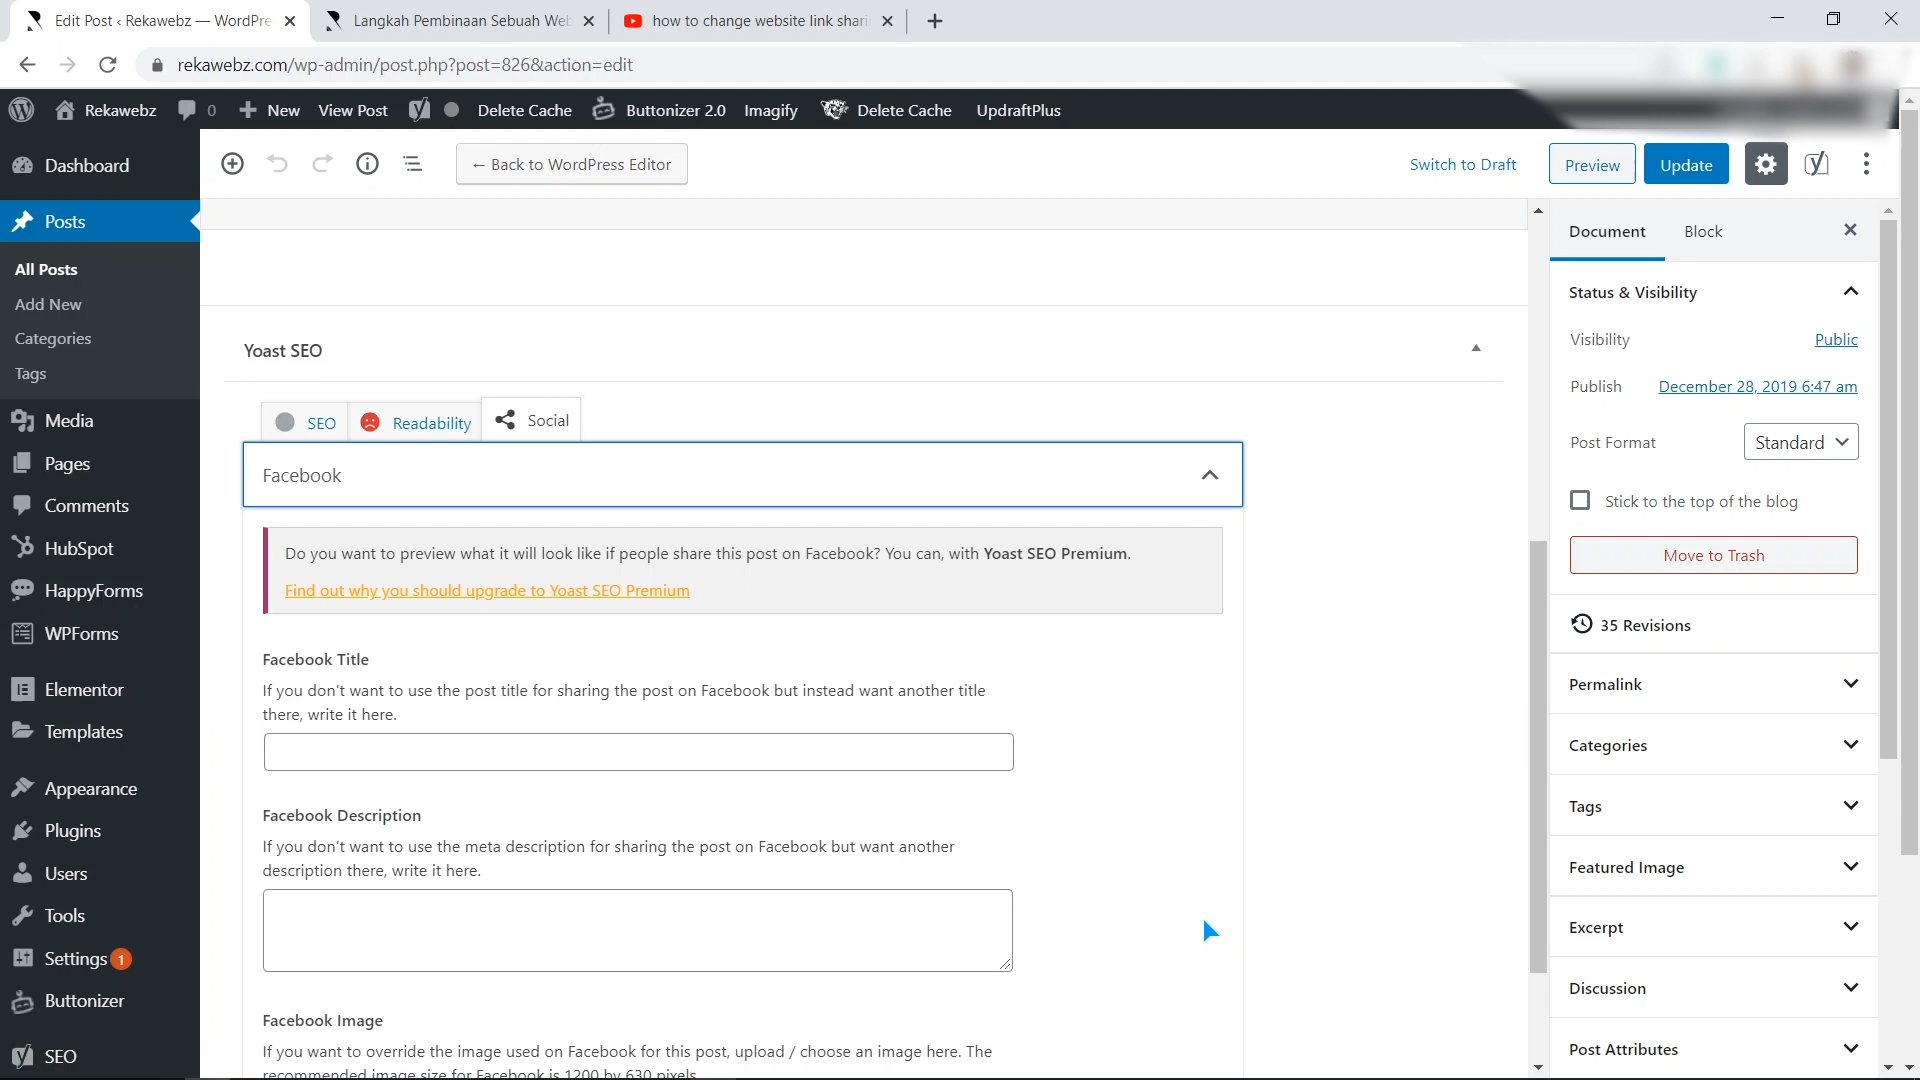 Edit Post ‹ Rekawebz — WordPre
Langkah Pembinaan Sebuah Web
how to change website link shari
rekawebz.com/wp-admin/post.php?post=826&action=edit
Rekawebz
0
New
View Post
Delete Cache
Buttonizer 2.0
Imagify
Delete Cache
UpdraftPlus
Dashboard
Posts
All Posts
Add New
Categories
Tags
Media
Pages
Comments
HubSpot
HappyForms
WPForms
Elementor
Templates
Appearance
Plugins
Users
Tools
Settings 1
Buttonizer
SEO
← Back to WordPress Editor
Switch to Draft
Preview
Update
Yoast SEO
SEO
Readability
Social
Facebook
Do you want to preview what it will look like if people share this post on Facebook? You can, with Yoast SEO Premium.
Find out why you should upgrade to Yoast SEO Premium
Facebook Title
If you don't want to use the post title for sharing the post on Facebook but instead want another title
there, write it here.
Facebook Description
If you don't want to use the meta description for sharing the post on Facebook but want another
description there, write it here.
Facebook Image
If you want to override the image used on Facebook for this post, upload / choose an image here. The
recommended image size for Facebook is 1200 by 630 pixels.
Document
Block
Status & Visibility
Visibility
Public
Publish
December 28, 2019 6:47 am
Post Format
Standard
Stick to the top of the blog
Move to Trash
35 Revisions
Permalink
Categories
Tags
Featured Image
Excerpt
Discussion
Post Attributes